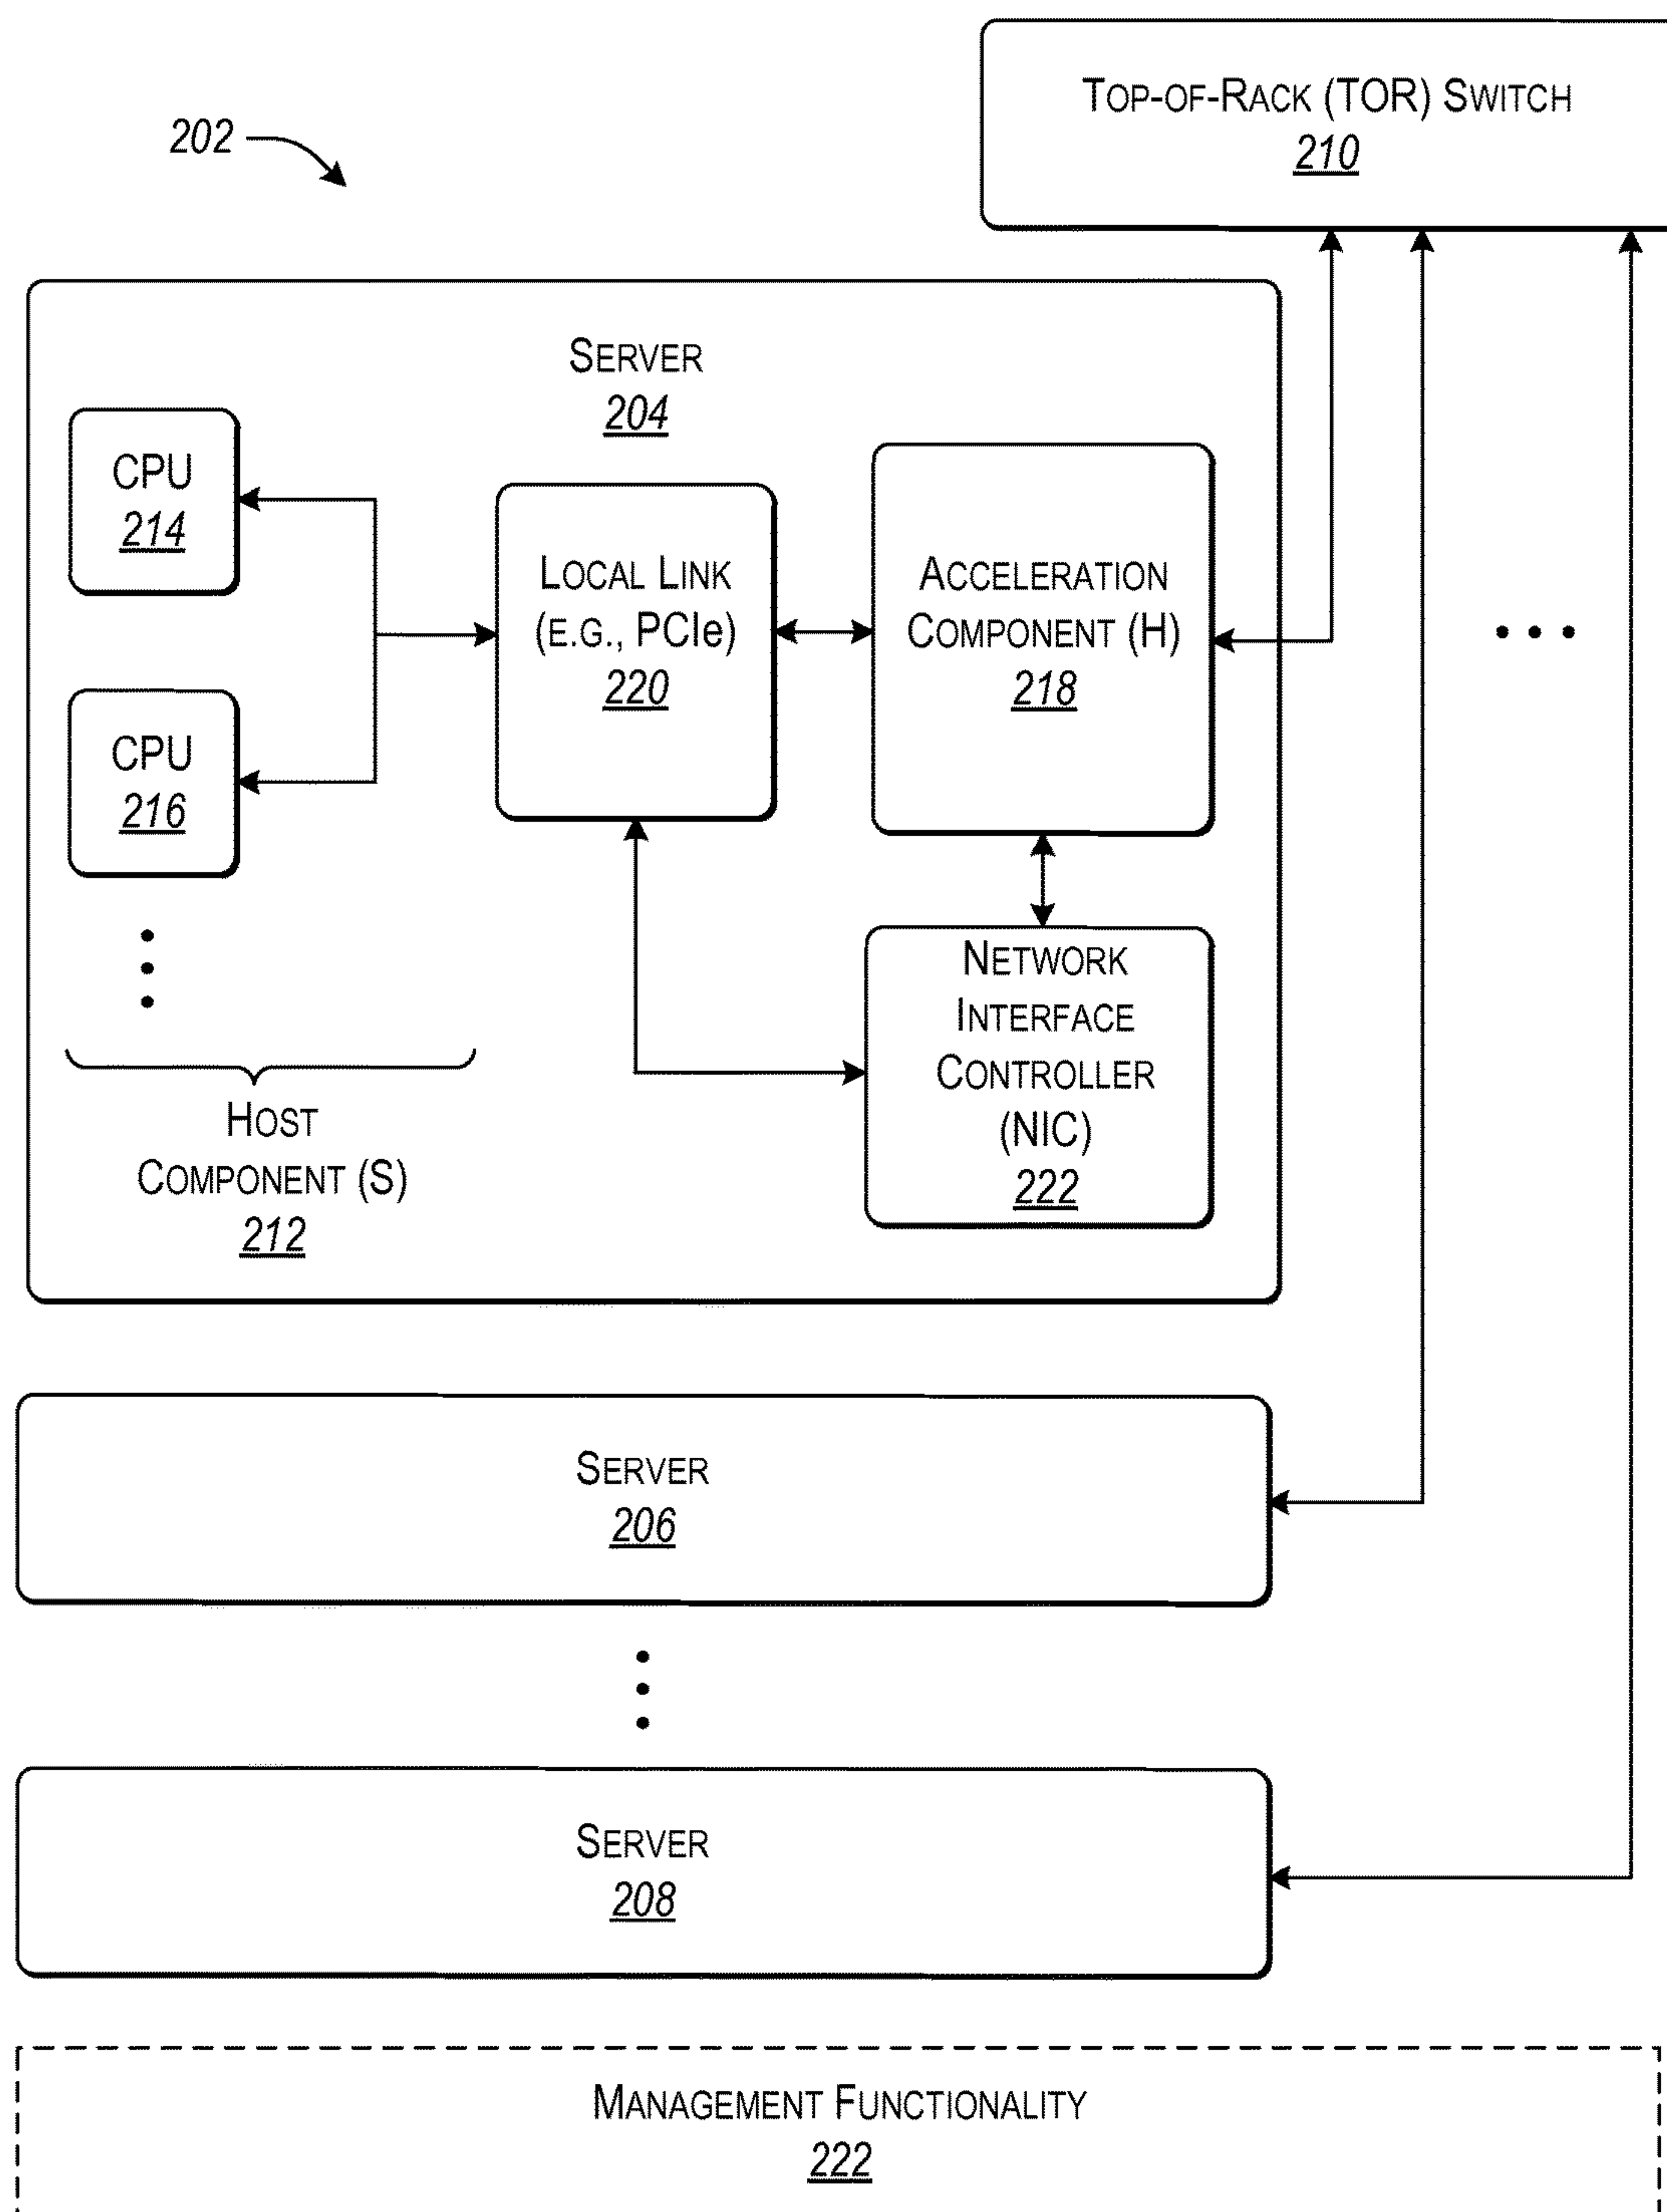 TOP-OF-RACK (TOR) SWITCH
210
202
SERVER
204
CPU
214
LOCAL LINK
(E.G., PCIe)
220
ACCELERATION
COMPONENT (H)
218
CPU
216
NETWORK
INTERFACE
CONTROLLER
(NIC)
222
HOST
COMPONENT (S)
212
SERVER
206
SERVER
208
MANAGEMENT FUNCTIONALITY
222